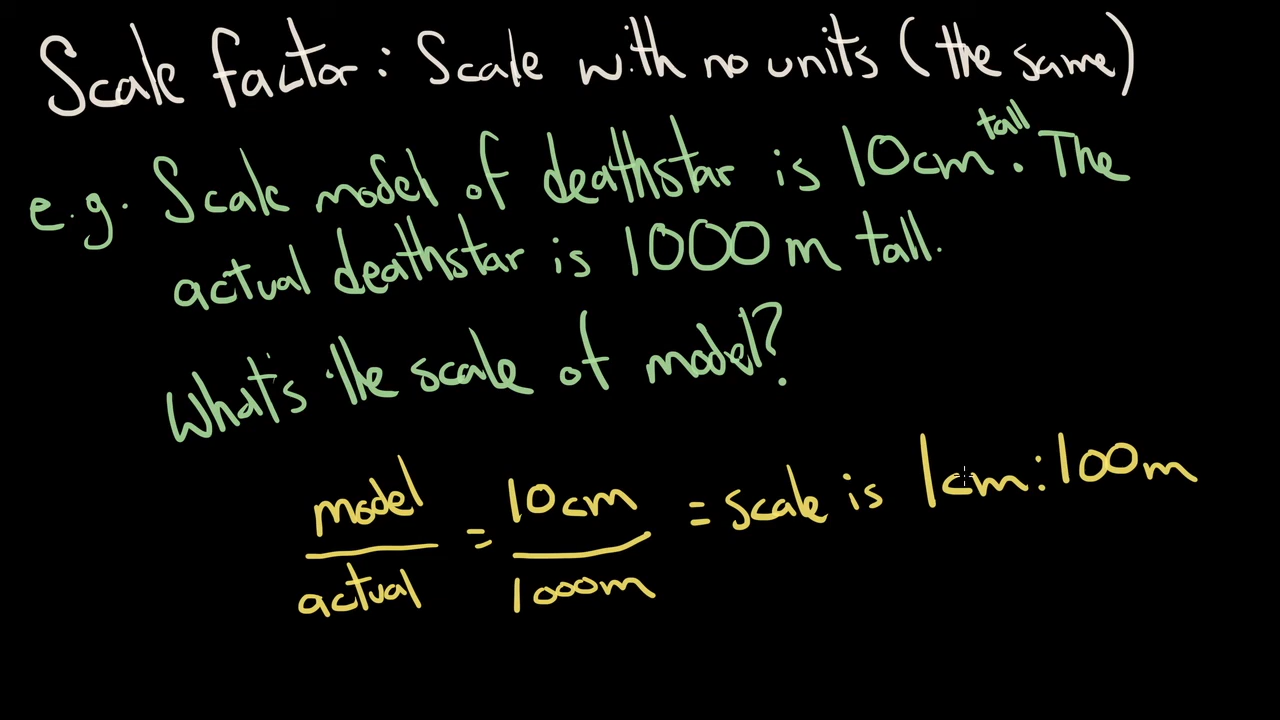 Scale factor: Scale with no units (the same)
e.g. Scale model of deathstar is 10cm tall. The
actual deathstar is 1000m tall.
What's the scale of model?
model/actual = 10cm/1000m = scale is 1cm:100m